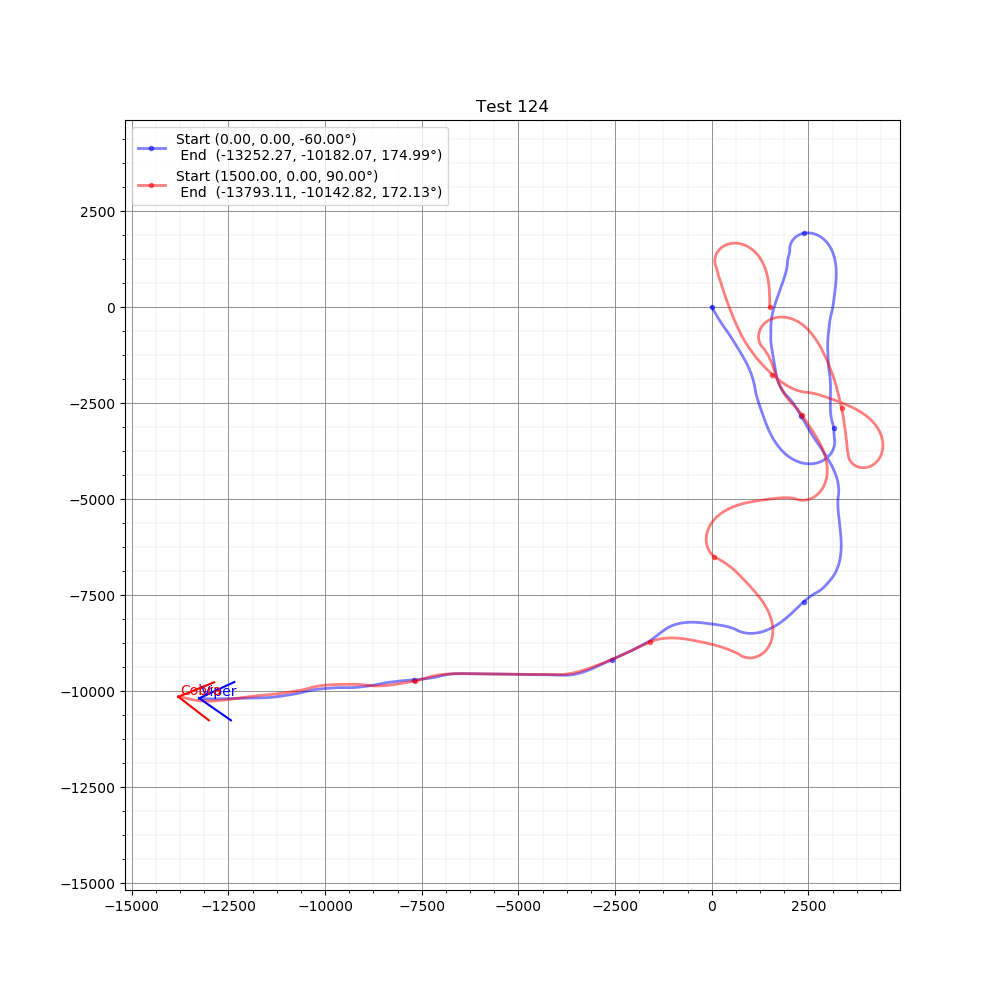 Test 124
Start (0.00, 0.00, -60.00°)
End  (-13252.27, -10182.07, 174.99°)
Start (1500.00, 0.00, 90.00°)
End  (-13793.11, -10142.82, 172.13°)
2500
0
−2500
−5000
−7500
−10000
−12500
−15000
Viper
−15000
−12500
−10000
−7500
−5000
−2500
0
2500